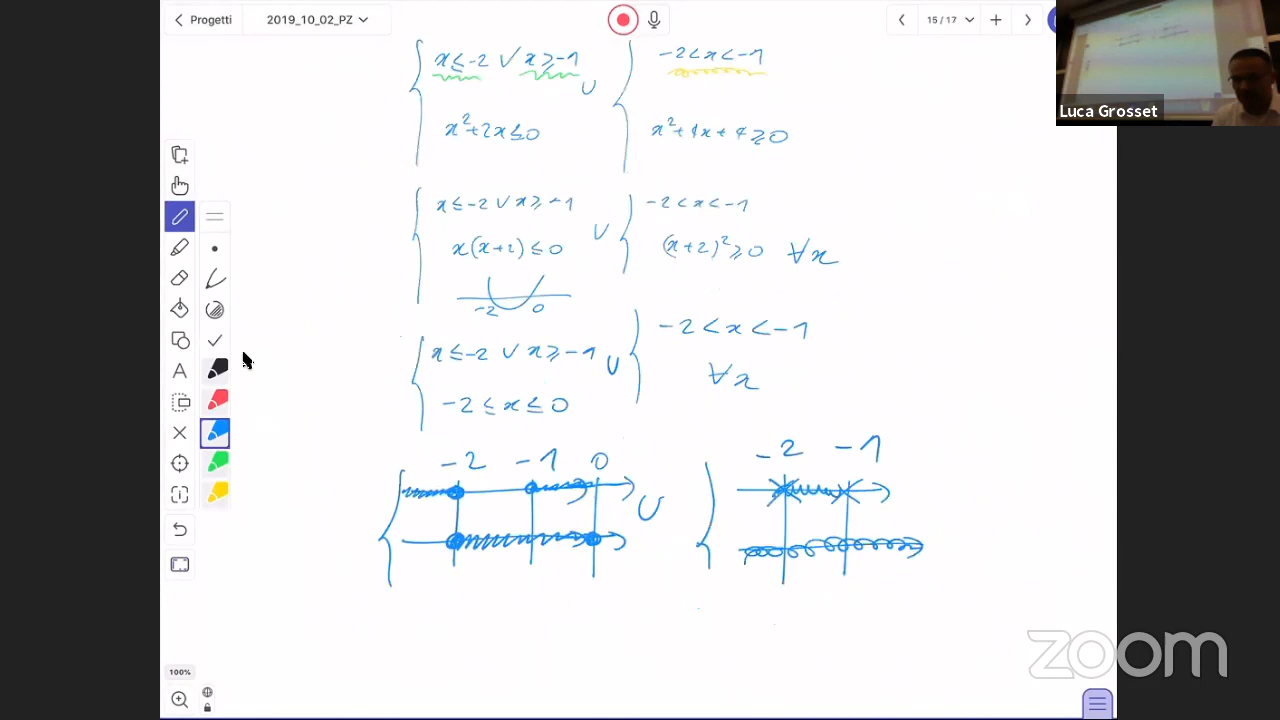 Progetti
2019_10_02_PZ
15/17
Luca Grosset
x≤-2 ∨ x≥-1 ∪ -2<x<-1
x²+2x≤0 x²+4x+4≥0
x≤-2 ∨ x≥-1 ∪ -2<x<-1
x(x+2)≤0 (x+2)²≥0 ∀x
-2 0
x≤-2 ∨ x≥-1 ∪ -2<x<-1
-2≤x≤0 ∀x
-2 -1 0 ∪ -2 -1
100%
zoom